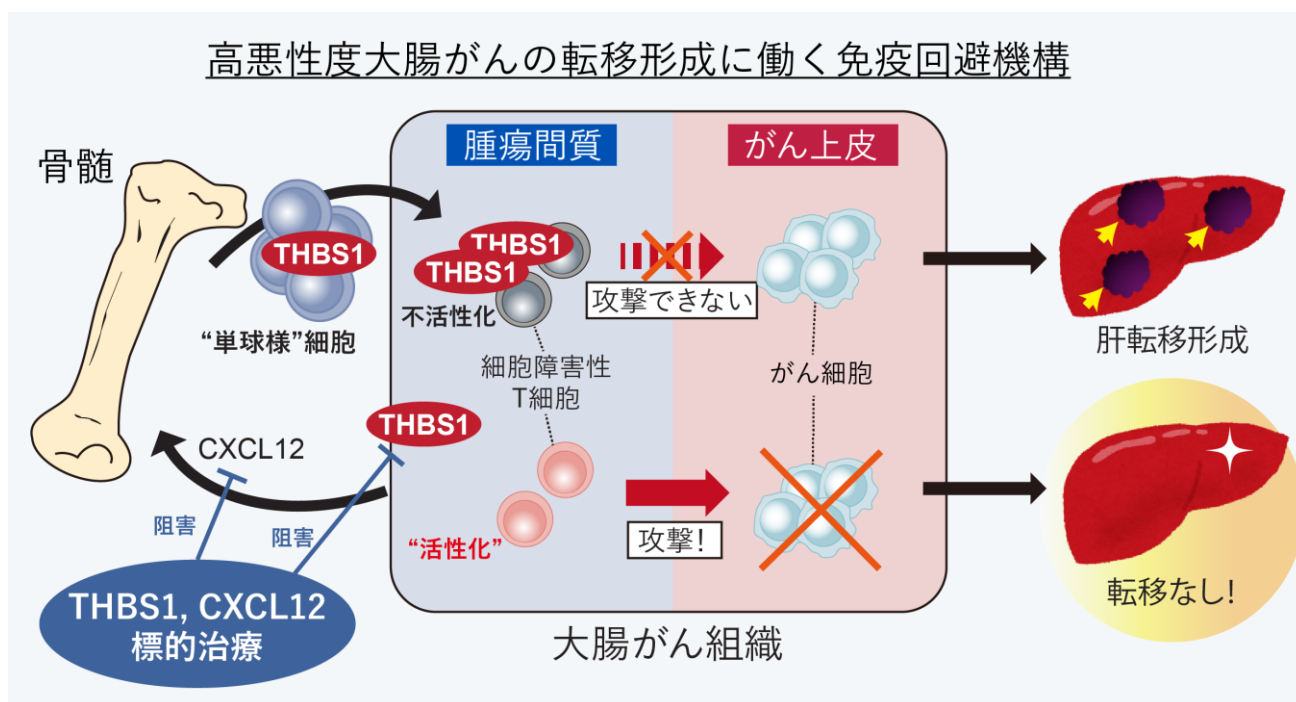 高悪性度大腸がんの転移形成に働く免疫回避機構
骨髄
腫瘍間質
がん上皮
THBS1
THBS1
THBS1
“単球様”細胞
不活性化
攻撃できない
肝転移形成
細胞障害性
T細胞
がん細胞
THBS1
CXCL12
阻害
阻害
“活性化”
攻撃!
THBS1, CXCL12
標的治療
転移なし!
大腸がん組織